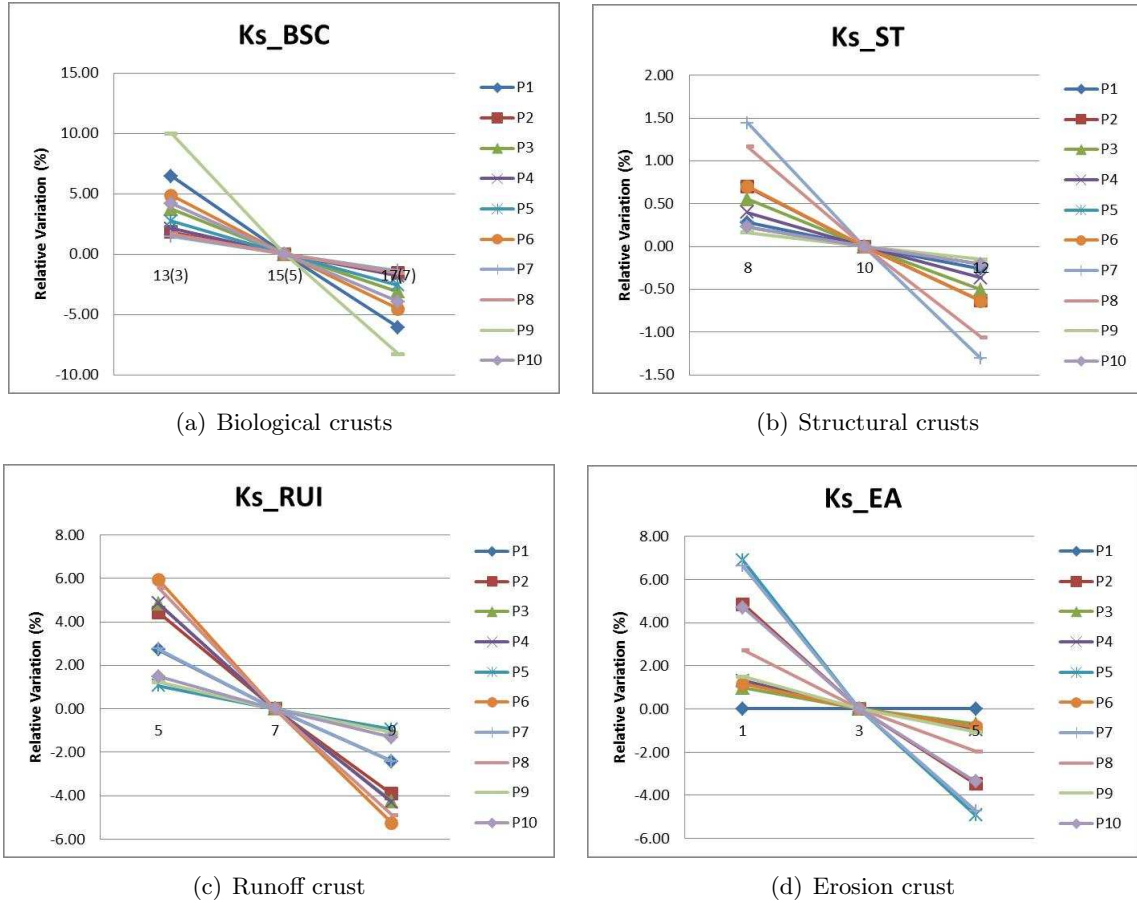 Ks_BSC
Relative Variation (%)
15.00
10.00
5.00
0.00
-5.00
-10.00
13(3) 15(5) 17(7)
P1
P2
P3
P4
P5
P6
P7
P8
P9
P10
(a) Biological crusts
Ks_ST
Relative Variation (%)
2.00
1.50
1.00
0.50
0.00
-0.50
-1.00
-1.50
8 10 12
P1
P2
P3
P4
P5
P6
P7
P8
P9
P10
(b) Structural crusts
Ks_RUI
Relative Variation (%)
8.00
6.00
4.00
2.00
0.00
-2.00
-4.00
-6.00
5 7 9
P1
P2
P3
P4
P5
P6
P7
P8
P9
P10
(c) Runoff crust
Ks_EA
Relative Variation (%)
8.00
6.00
4.00
2.00
0.00
-2.00
-4.00
-6.00
1 3 5
P1
P2
P3
P4
P5
P6
P7
P8
P9
P10
(d) Erosion crust